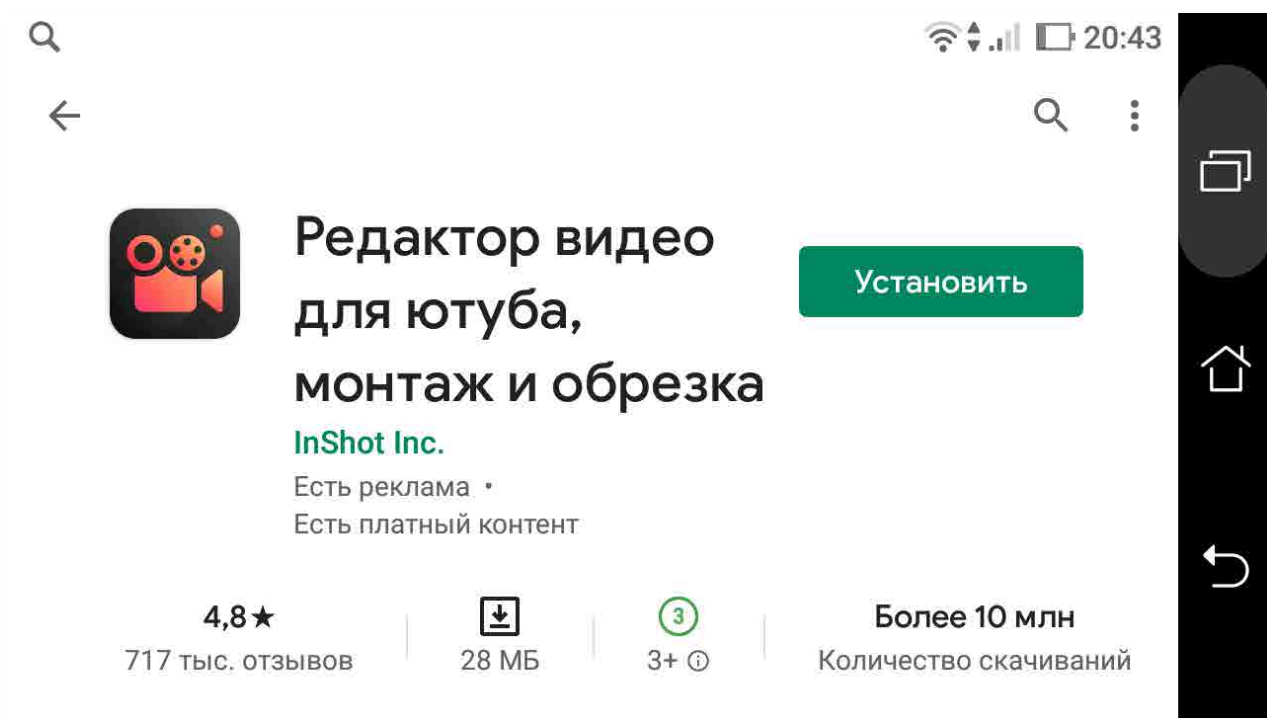 20:43
Редактор видео
для ютуба,
монтаж и обрезка
Установить
InShot Inc.
Есть реклама •
Есть платный контент
4,8★
717 тыс. отзывов
28 МБ
3
3+
Более 10 млн
Количество скачиваний